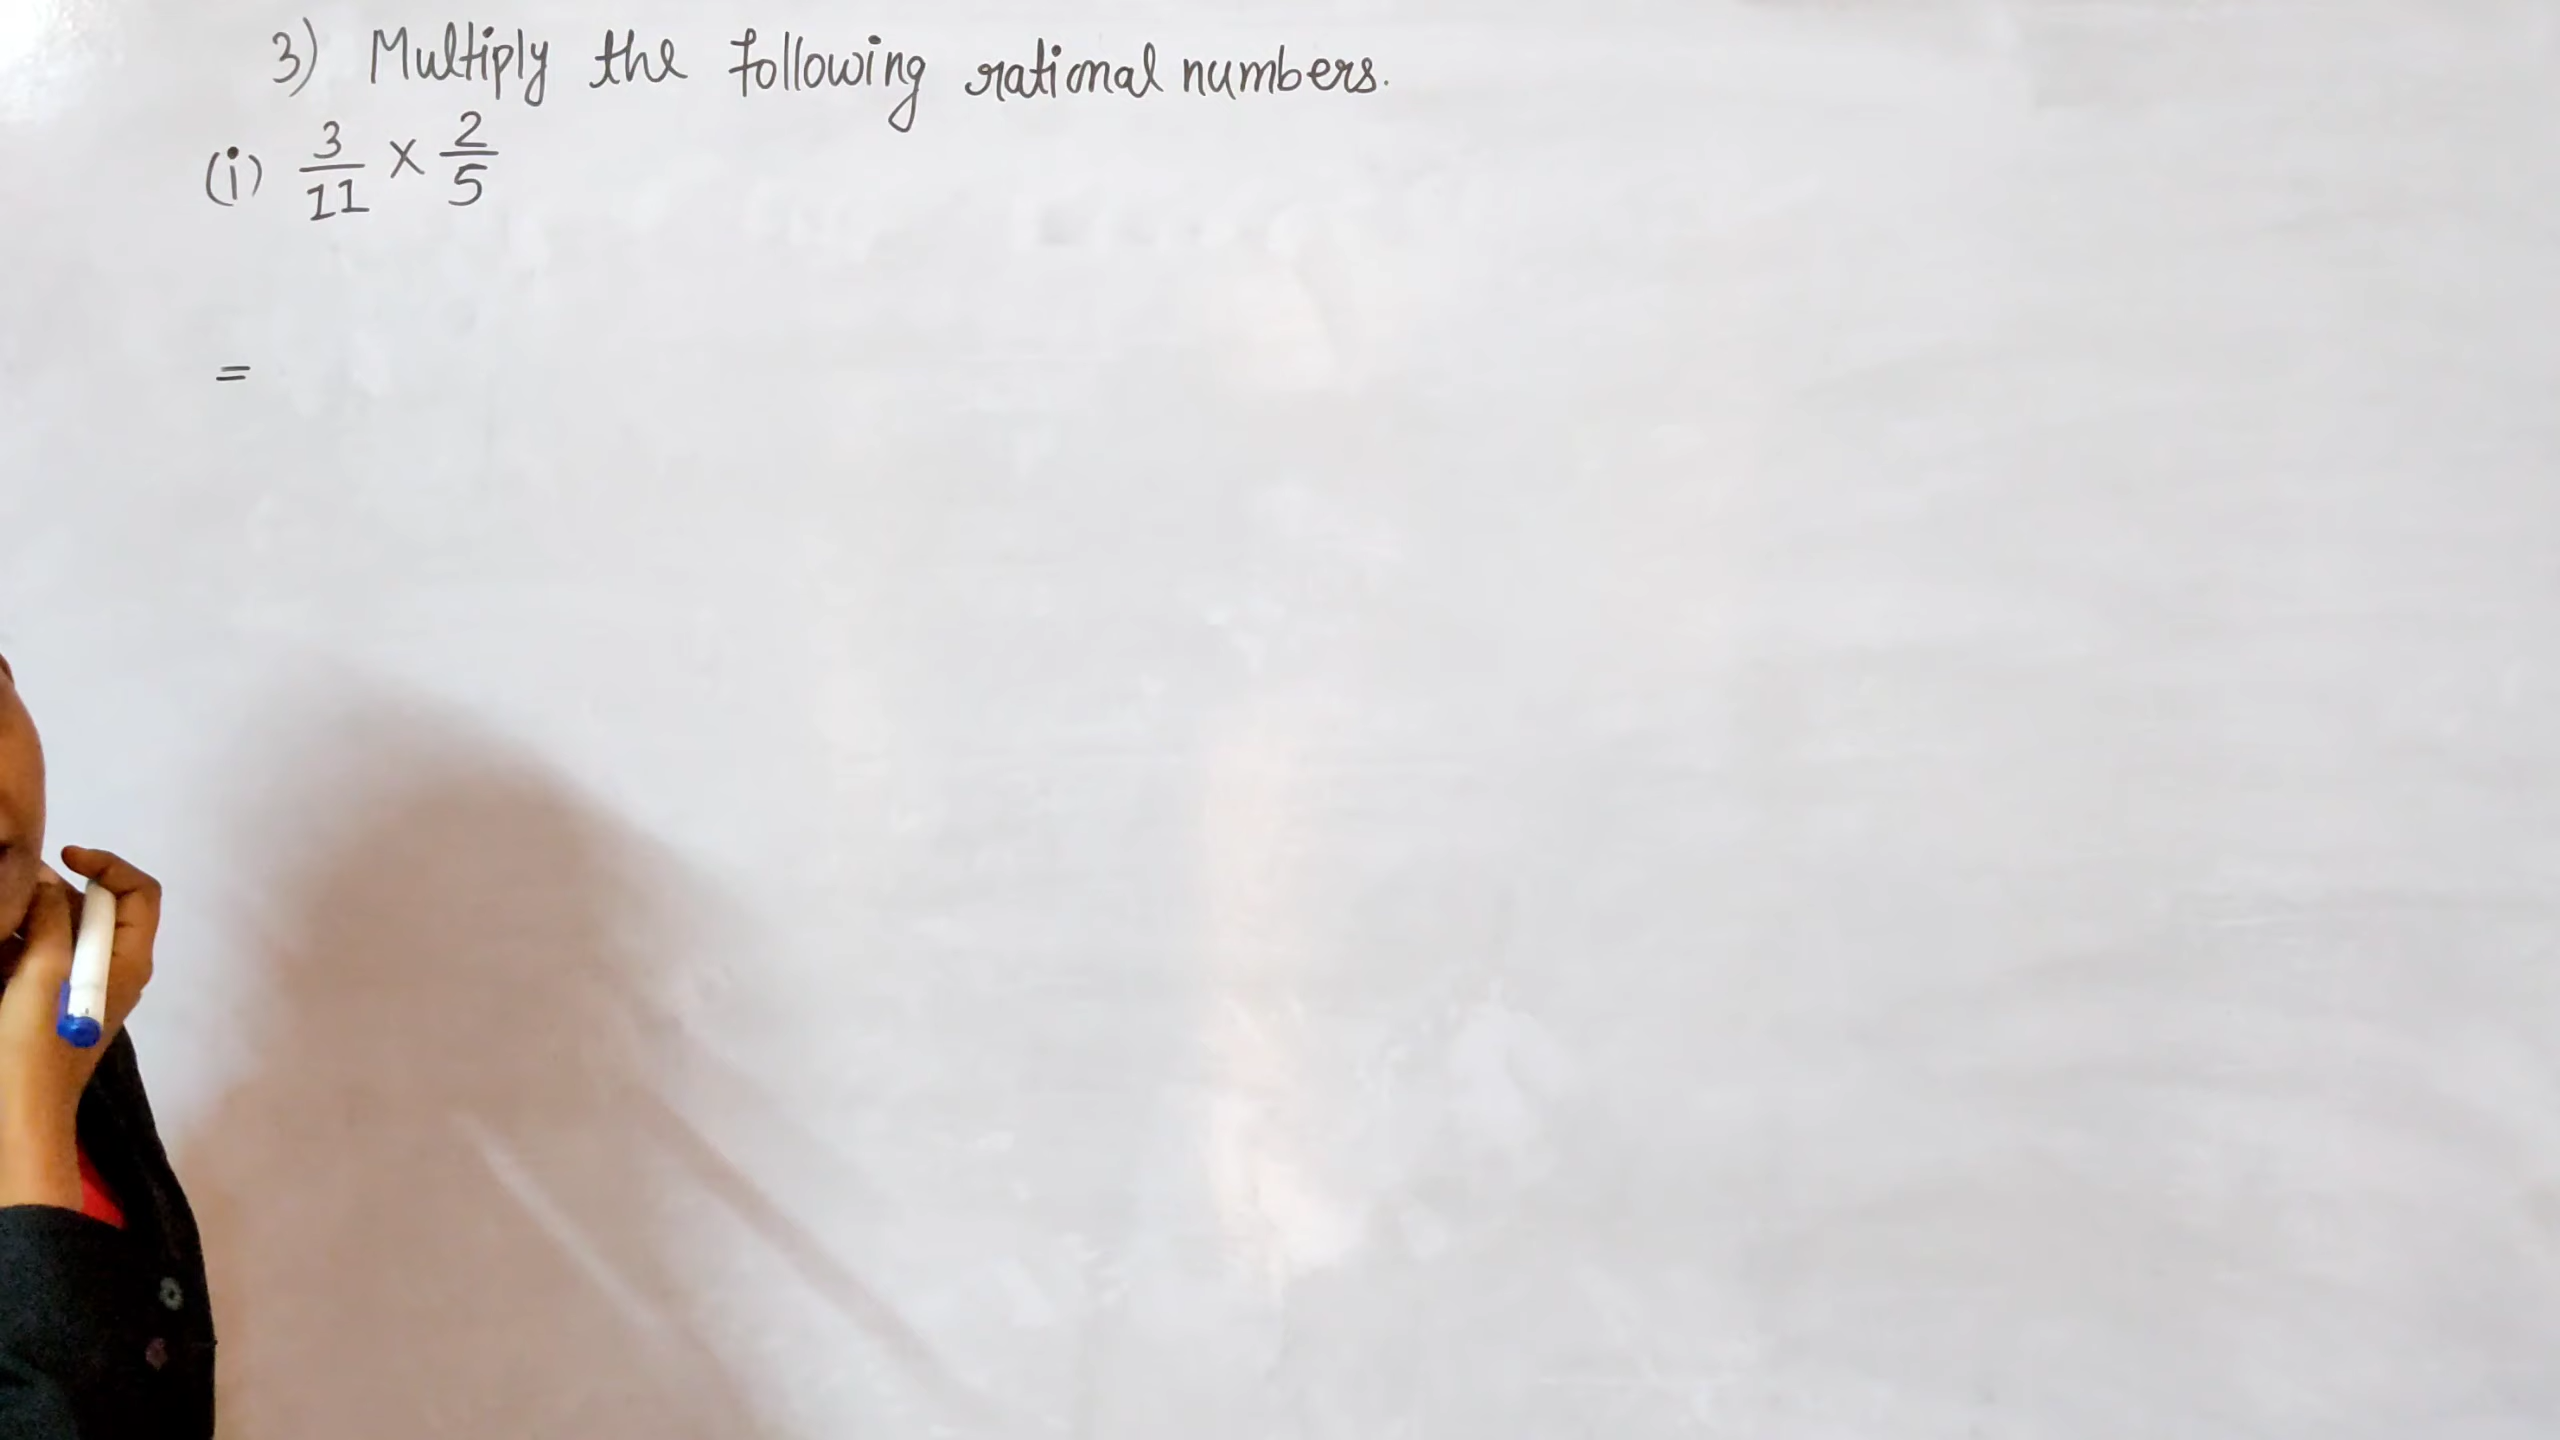 3) Multiply the following rational numbers.
(i) 3/11 × 2/5
=